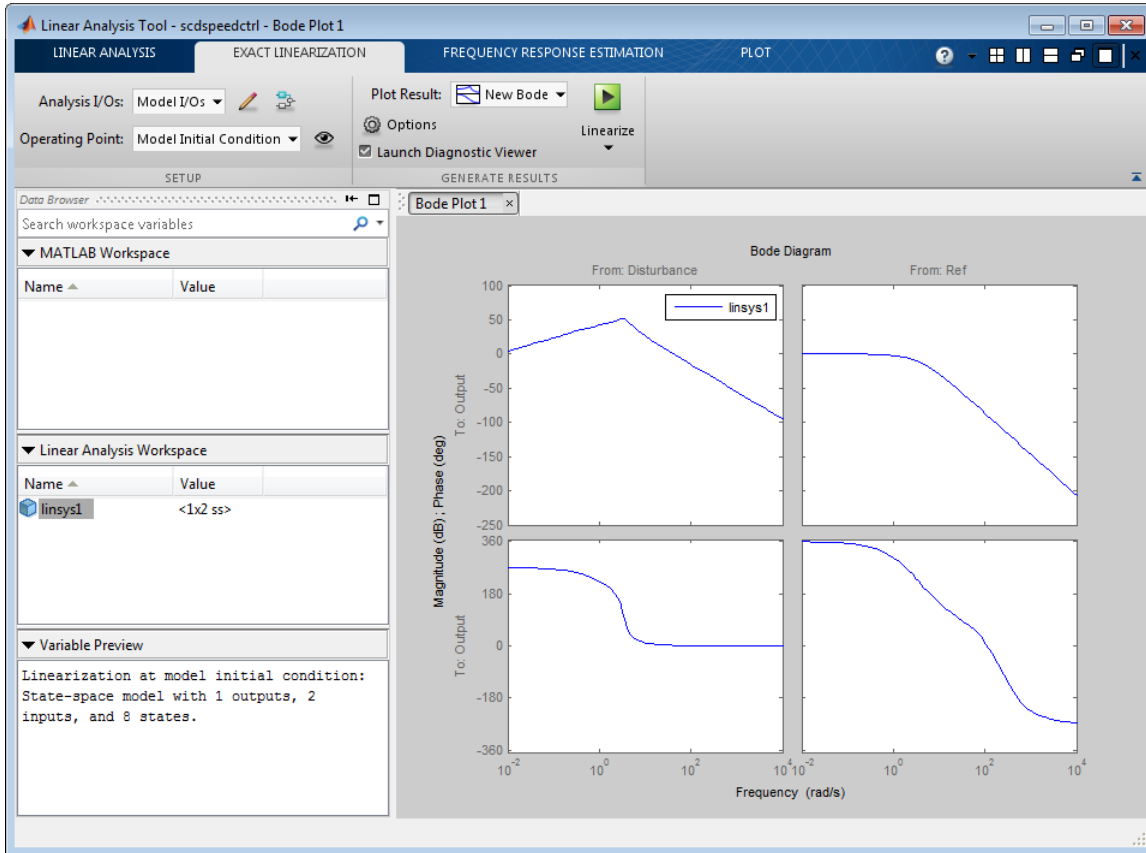 Linear Analysis Tool - scdspeedctrl - Bode Plot 1
LINEAR ANALYSIS EXACT LINEARIZATION FREQUENCY RESPONSE ESTIMATION PLOT ?
Analysis I/Os: Model I/Os
Operating Point: Model Initial Condition
SETUP
Plot Result: New Bode
Options
Launch Diagnostic Viewer
Linearize
GENERATE RESULTS
Data Browser
Search workspace variables
MATLAB Workspace
Name Value
Linear Analysis Workspace
Name Value
linsys1 <1x2 ss>
Variable Preview
Linearization at model initial condition:
State-space model with 1 outputs, 2
inputs, and 8 states.
Bode Plot 1 ×
Bode Diagram
From: Disturbance From: Ref
linsys1
Magnitude (dB) ; Phase (deg)
To: Output
100
50
0
-50
-100
-150
-200
-250
To: Output
360
180
0
-180
-360
10^-2 10^0 10^2 10^4 10^-2 10^0 10^2 10^4
Frequency (rad/s)